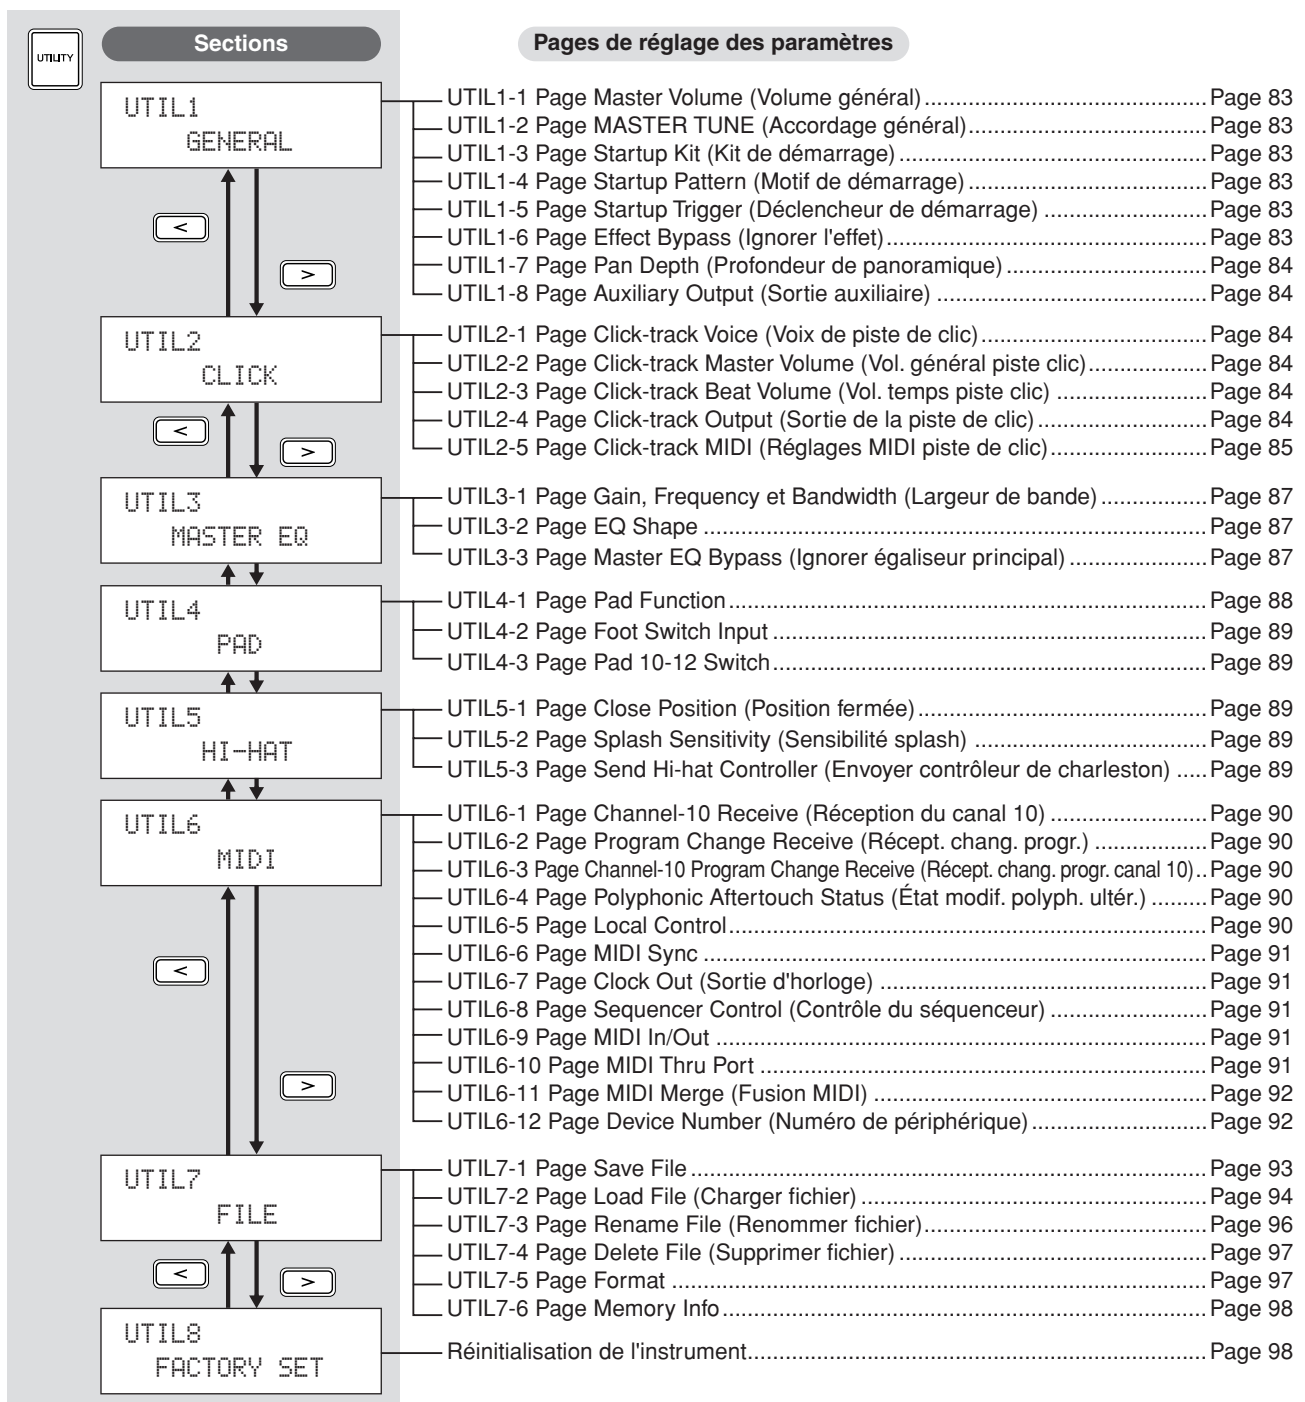 UTILITY
Sections
Pages de réglage des paramètres
UTIL1
GENERAL
UTIL1-1 Page Master Volume (Volume général) ..... Page 83
UTIL1-2 Page MASTER TUNE (Accordage général) ..... Page 83
UTIL1-3 Page Startup Kit (Kit de démarrage) ..... Page 83
UTIL1-4 Page Startup Pattern (Motif de démarrage) ..... Page 83
UTIL1-5 Page Startup Trigger (Déclencheur de démarrage) ..... Page 83
UTIL1-6 Page Effect Bypass (Ignorer l'effet) ..... Page 83
UTIL1-7 Page Pan Depth (Profondeur de panoramique) ..... Page 84
UTIL1-8 Page Auxiliary Output (Sortie auxiliaire) ..... Page 84
<
>
UTIL2
CLICK
UTIL2-1 Page Click-track Voice (Voix de piste de clic) ..... Page 84
UTIL2-2 Page Click-track Master Volume (Vol. général piste clic) ..... Page 84
UTIL2-3 Page Click-track Beat Volume (Vol. temps piste clic) ..... Page 84
UTIL2-4 Page Click-track Output (Sortie de la piste de clic) ..... Page 84
UTIL2-5 Page Click-track MIDI (Réglages MIDI piste de clic) ..... Page 85
<
>
UTIL3
MASTER EQ
UTIL3-1 Page Gain, Frequency et Bandwidth (Largeur de bande) ..... Page 87
UTIL3-2 Page EQ Shape ..... Page 87
UTIL3-3 Page Master EQ Bypass (Ignorer égaliseur principal) ..... Page 87
UTIL4
PAD
UTIL4-1 Page Pad Function ..... Page 88
UTIL4-2 Page Foot Switch Input ..... Page 89
UTIL4-3 Page Pad 10-12 Switch ..... Page 89
UTIL5
HI-HAT
UTIL5-1 Page Close Position (Position fermée) ..... Page 89
UTIL5-2 Page Splash Sensitivity (Sensibilité splash) ..... Page 89
UTIL5-3 Page Send Hi-hat Controller (Envoyer contrôleur de charleston) ..... Page 89
UTIL6
MIDI
UTIL6-1 Page Channel-10 Receive (Réception du canal 10) ..... Page 90
UTIL6-2 Page Program Change Receive (Récept. chang. progr.) ..... Page 90
UTIL6-3 Page Channel-10 Program Change Receive (Récept. chang. progr. canal 10) .. Page 90
UTIL6-4 Page Polyphonic Aftertouch Status (État modif. polyph. ultér.) ..... Page 90
UTIL6-5 Page Local Control ..... Page 90
UTIL6-6 Page MIDI Sync ..... Page 91
UTIL6-7 Page Clock Out (Sortie d'horloge) ..... Page 91
UTIL6-8 Page Sequencer Control (Contrôle du séquenceur) ..... Page 91
UTIL6-9 Page MIDI In/Out ..... Page 91
UTIL6-10 Page MIDI Thru Port ..... Page 91
UTIL6-11 Page MIDI Merge (Fusion MIDI) ..... Page 92
UTIL6-12 Page Device Number (Numéro de périphérique) ..... Page 92
<
>
UTIL7
FILE
UTIL7-1 Page Save File ..... Page 93
UTIL7-2 Page Load File (Charger fichier) ..... Page 94
UTIL7-3 Page Rename File (Renommer fichier) ..... Page 96
UTIL7-4 Page Delete File (Supprimer fichier) ..... Page 97
UTIL7-5 Page Format ..... Page 97
UTIL7-6 Page Memory Info ..... Page 98
<
>
UTIL8
FACTORY SET
Réinitialisation de l'instrument ..... Page 98